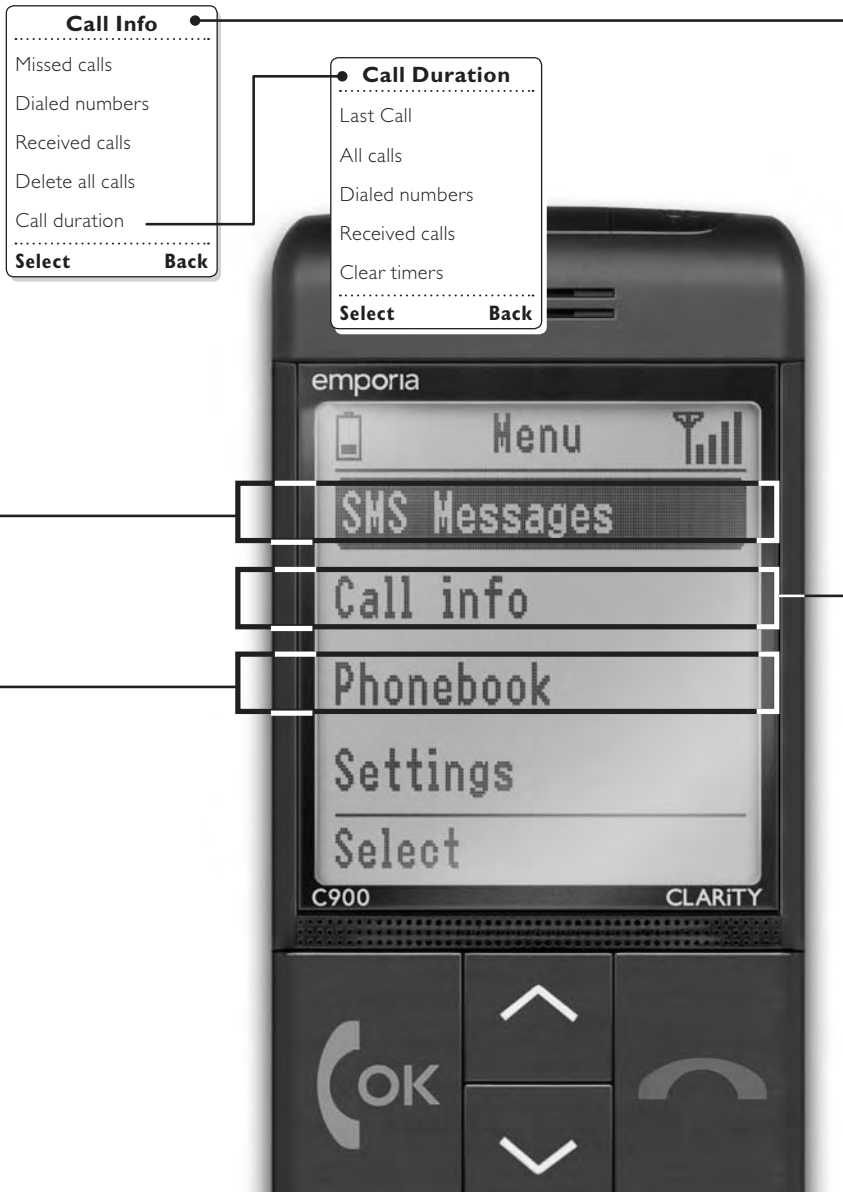 Call Info
Missed calls
Dialed numbers
Received calls
Delete all calls
Call duration
Select Back
Call Duration
Last Call
All calls
Dialed numbers
Received calls
Clear timers
Select Back
emporia
Menu
SMS Messages
Call info
Phonebook
Settings
Select
C900 CLARiTY
OK